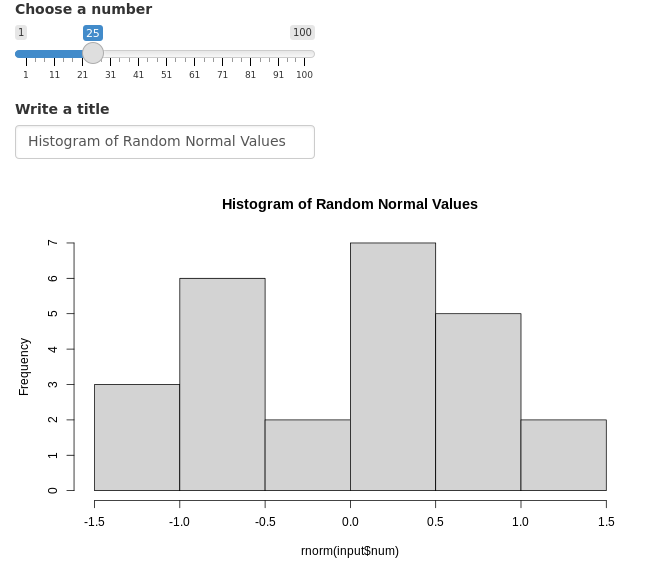 Choose a number
1 25 100
1 11 21 31 41 51 61 71 81 91 100
Write a title
Histogram of Random Normal Values
Histogram of Random Normal Values
7
6
5
4
3
2
1
0
Frequency
-1.5 -1.0 -0.5 0.0 0.5 1.0 1.5
rnorm(input$num)